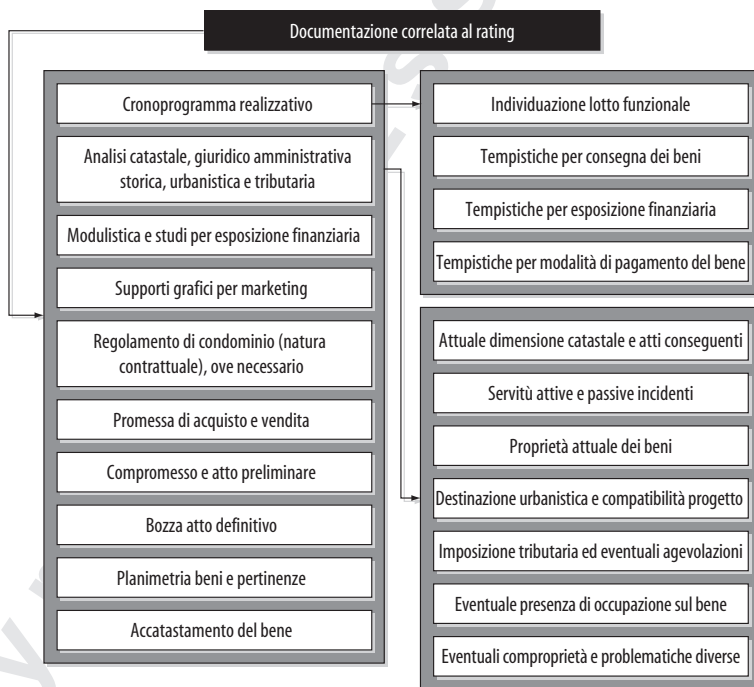 Documentazione correlata al rating
Cronoprogramma realizzativo
Analisi catastale, giuridico amministrativa
storica, urbanistica e tributaria
Modulistica e studi per esposizione finanziaria
Supporti grafici per marketing
Regolamento di condominio (natura
contrattuale), ove necessario
Promessa di acquisto e vendita
Compromesso e atto preliminare
Bozza atto definitivo
Planimetria beni e pertinenze
Accatastamento del bene
Individuazione lotto funzionale
Tempistiche per consegna dei beni
Tempistiche per esposizione finanziaria
Tempistiche per modalità di pagamento del bene
Attuale dimensione catastale e atti conseguenti
Servitù attive e passive incidenti
Proprietà attuale dei beni
Destinazione urbanistica e compatibilità progetto
Imposizione tributaria ed eventuali agevolazioni
Eventuale presenza di occupazione sul bene
Eventuali comproprietà e problematiche diverse